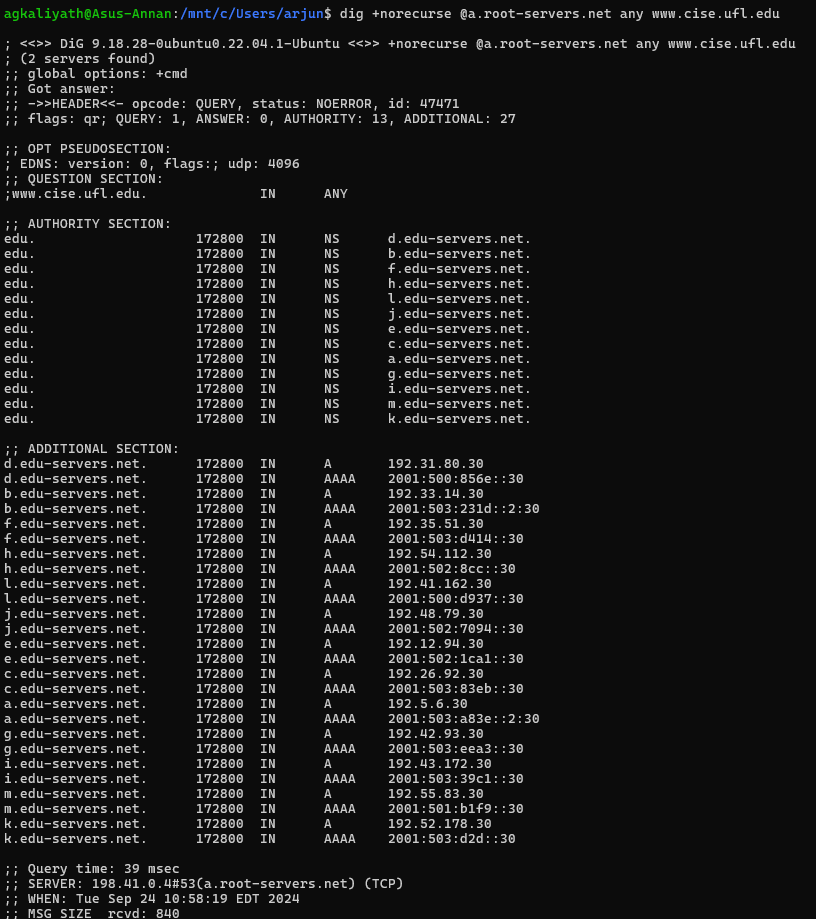 agkaliyath@Asus-Annan:/mnt/c/Users/arjun$ dig +norecurse @a.root-servers.net any www.cise.ufl.edu
; <<>> DiG 9.18.28-0ubuntu0.22.04.1-Ubuntu <<>> +norecurse @a.root-servers.net any www.cise.ufl.edu
; (2 servers found)
;; global options: +cmd
;; Got answer:
;; ->>HEADER<<- opcode: QUERY, status: NOERROR, id: 47471
;; flags: qr; QUERY: 1, ANSWER: 0, AUTHORITY: 13, ADDITIONAL: 27
;; OPT PSEUDOSECTION:
; EDNS: version: 0, flags:; udp: 4096
;; QUESTION SECTION:
;www.cise.ufl.edu. IN ANY
;; AUTHORITY SECTION:
edu. 172800 IN NS d.edu-servers.net.
edu. 172800 IN NS b.edu-servers.net.
edu. 172800 IN NS f.edu-servers.net.
edu. 172800 IN NS h.edu-servers.net.
edu. 172800 IN NS l.edu-servers.net.
edu. 172800 IN NS j.edu-servers.net.
edu. 172800 IN NS e.edu-servers.net.
edu. 172800 IN NS c.edu-servers.net.
edu. 172800 IN NS a.edu-servers.net.
edu. 172800 IN NS g.edu-servers.net.
edu. 172800 IN NS i.edu-servers.net.
edu. 172800 IN NS m.edu-servers.net.
edu. 172800 IN NS k.edu-servers.net.
;; ADDITIONAL SECTION:
d.edu-servers.net. 172800 IN A 192.31.80.30
d.edu-servers.net. 172800 IN AAAA 2001:500:856e::30
b.edu-servers.net. 172800 IN A 192.33.14.30
b.edu-servers.net. 172800 IN AAAA 2001:503:231d::2:30
f.edu-servers.net. 172800 IN A 192.35.51.30
f.edu-servers.net. 172800 IN AAAA 2001:503:d414::30
h.edu-servers.net. 172800 IN A 192.54.112.30
h.edu-servers.net. 172800 IN AAAA 2001:502:8cc::30
l.edu-servers.net. 172800 IN A 192.41.162.30
l.edu-servers.net. 172800 IN AAAA 2001:500:d937::30
j.edu-servers.net. 172800 IN A 192.48.79.30
j.edu-servers.net. 172800 IN AAAA 2001:502:7094::30
e.edu-servers.net. 172800 IN A 192.12.94.30
e.edu-servers.net. 172800 IN AAAA 2001:502:1ca1::30
c.edu-servers.net. 172800 IN A 192.26.92.30
c.edu-servers.net. 172800 IN AAAA 2001:503:83eb::30
a.edu-servers.net. 172800 IN A 192.5.6.30
a.edu-servers.net. 172800 IN AAAA 2001:503:a83e::2:30
g.edu-servers.net. 172800 IN A 192.42.93.30
g.edu-servers.net. 172800 IN AAAA 2001:503:eea3::30
i.edu-servers.net. 172800 IN A 192.43.172.30
i.edu-servers.net. 172800 IN AAAA 2001:503:39c1::30
m.edu-servers.net. 172800 IN A 192.55.83.30
m.edu-servers.net. 172800 IN AAAA 2001:501:b1f9::30
k.edu-servers.net. 172800 IN A 192.52.178.30
k.edu-servers.net. 172800 IN AAAA 2001:503:d2d::30
;; Query time: 39 msec
;; SERVER: 198.41.0.4#53(a.root-servers.net) (TCP)
;; WHEN: Tue Sep 24 10:58:19 EDT 2024
;; MSG SIZE rcvd: 840